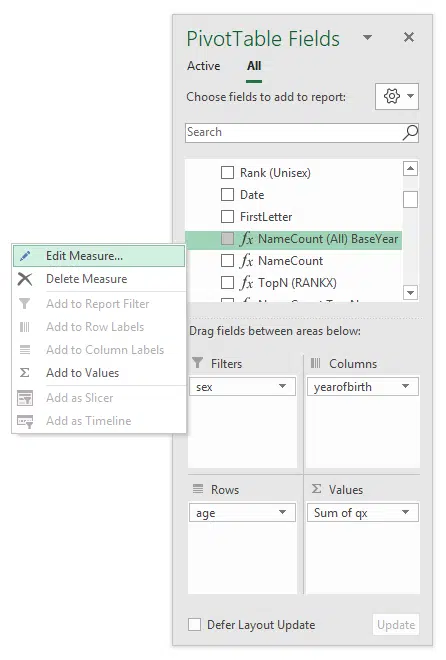 PivotTable Fields
Active All
Choose fields to add to report:
Search
Rank (Unisex)
Date
FirstLetter
fx NameCount (All) BaseYear
fx NameCount
fx TopN (RANKX)
Edit Measure...
Delete Measure
Add to Report Filter
Add to Row Labels
Add to Column Labels
Σ Add to Values
Add as Slicer
Add as Timeline
Drag fields between areas below:
Filters
sex
Columns
yearofbirth
Rows
age
Σ Values
Sum of qx
Defer Layout Update
Update